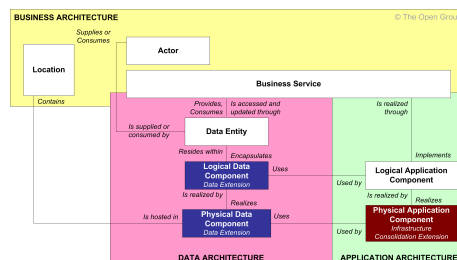 BUSINESS ARCHITECTURE
© The Open Grou
Supplies or
Consumes
Actor
Location
Business Service
Contains
Provides,
Consumes
Is accessed and
updated through
Is realized
through
Is supplied or
consumed by
Data Entity
Resides within
Encapsulates
Implements
Logical Data
Component
Data Extension
Uses
Used by
Logical Application
Component
Is realized by
Realizes
Is realized by
Realizes
Is hosted in
Physical Data
Component
Data Extension
Uses
Used by
Physical Application
Component
Infrastructure
Consolidation Extension
DATA ARCHITECTURE
APPLICATION ARCHITECTURE